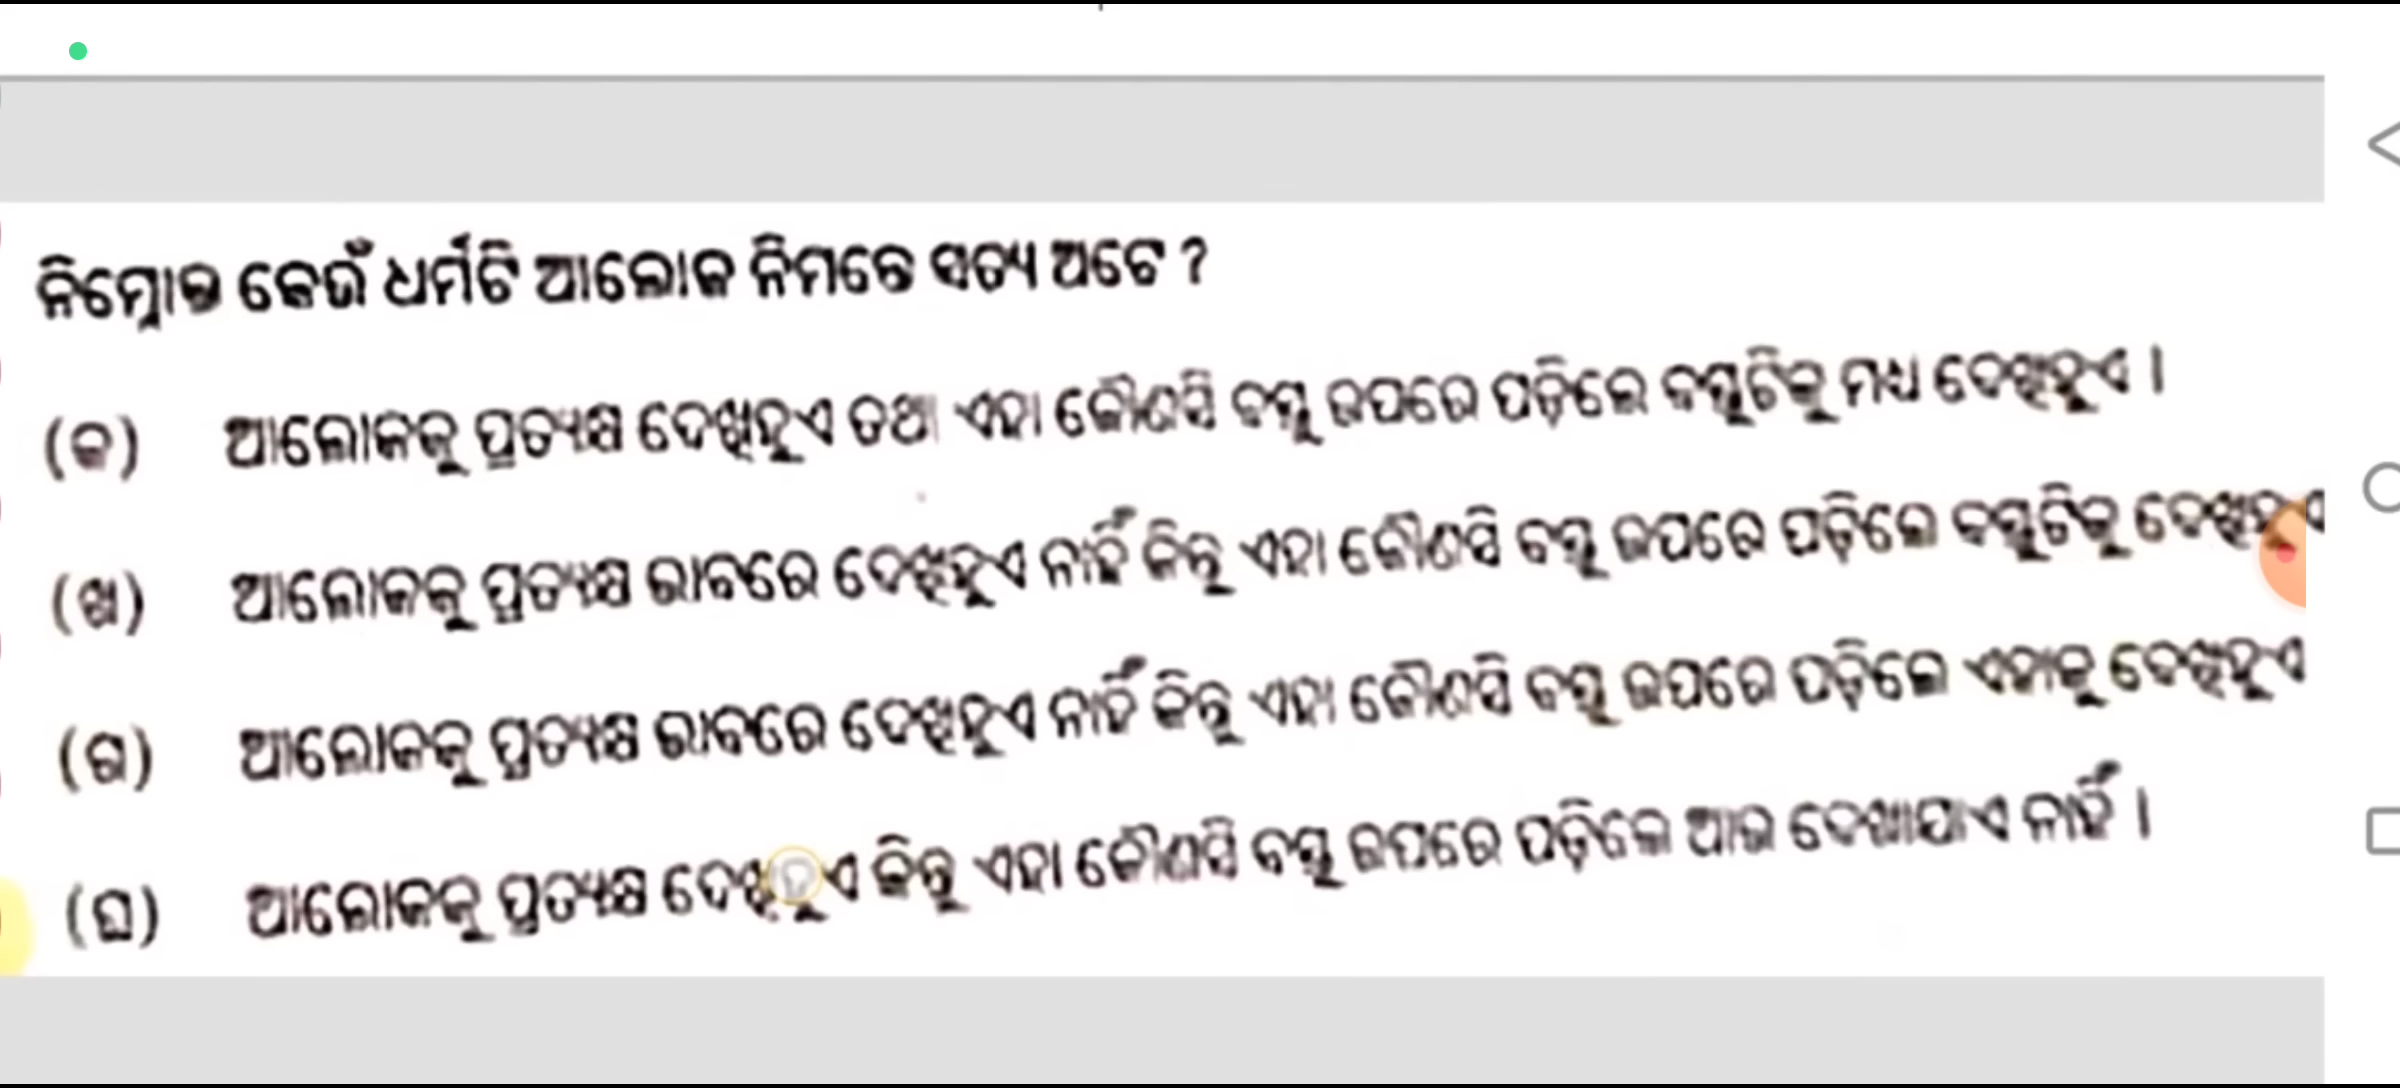 ନିମ୍ନୋକ୍ତ କେଉଁ ଧର୍ମଟି ଆଲୋକ ନିମନ୍ତେ ସତ୍ୟ ଅଟେ ?
(କ) ଆଲୋକକୁ ପ୍ରତ୍ୟକ୍ଷ ଦେଖିହୁଏ ତଥା ଏହା କୌଣସି ବସ୍ତୁ ଉପରେ ପଡ଼ିଲେ ବସ୍ତୁଟିକୁ ମଧ୍ୟ ଦେଖିହୁଏ ।
(ଖ) ଆଲୋକକୁ ପ୍ରତ୍ୟକ୍ଷ ଭାବରେ ଦେଖିହୁଏ ନାହିଁ କିନ୍ତୁ ଏହା କୌଣସି ବସ୍ତୁ ଉପରେ ପଡ଼ିଲେ ବସ୍ତୁଟିକୁ ଦେଖିହୁଏ
(ଗ) ଆଲୋକକୁ ପ୍ରତ୍ୟକ୍ଷ ଭାବରେ ଦେଖିହୁଏ ନାହିଁ କିନ୍ତୁ ଏହା କୌଣସି ବସ୍ତୁ ଉପରେ ପଡ଼ିଲେ ଏହାକୁ ଦେଖିହୁଏ
(ଘ) ଆଲୋକକୁ ପ୍ରତ୍ୟକ୍ଷ ଦେଖିହୁଏ କିନ୍ତୁ ଏହା କୌଣସି ବସ୍ତୁ ଉପରେ ପଡ଼ିଲେ ଆଉ ଦେଖାଯାଏ ନାହିଁ ।